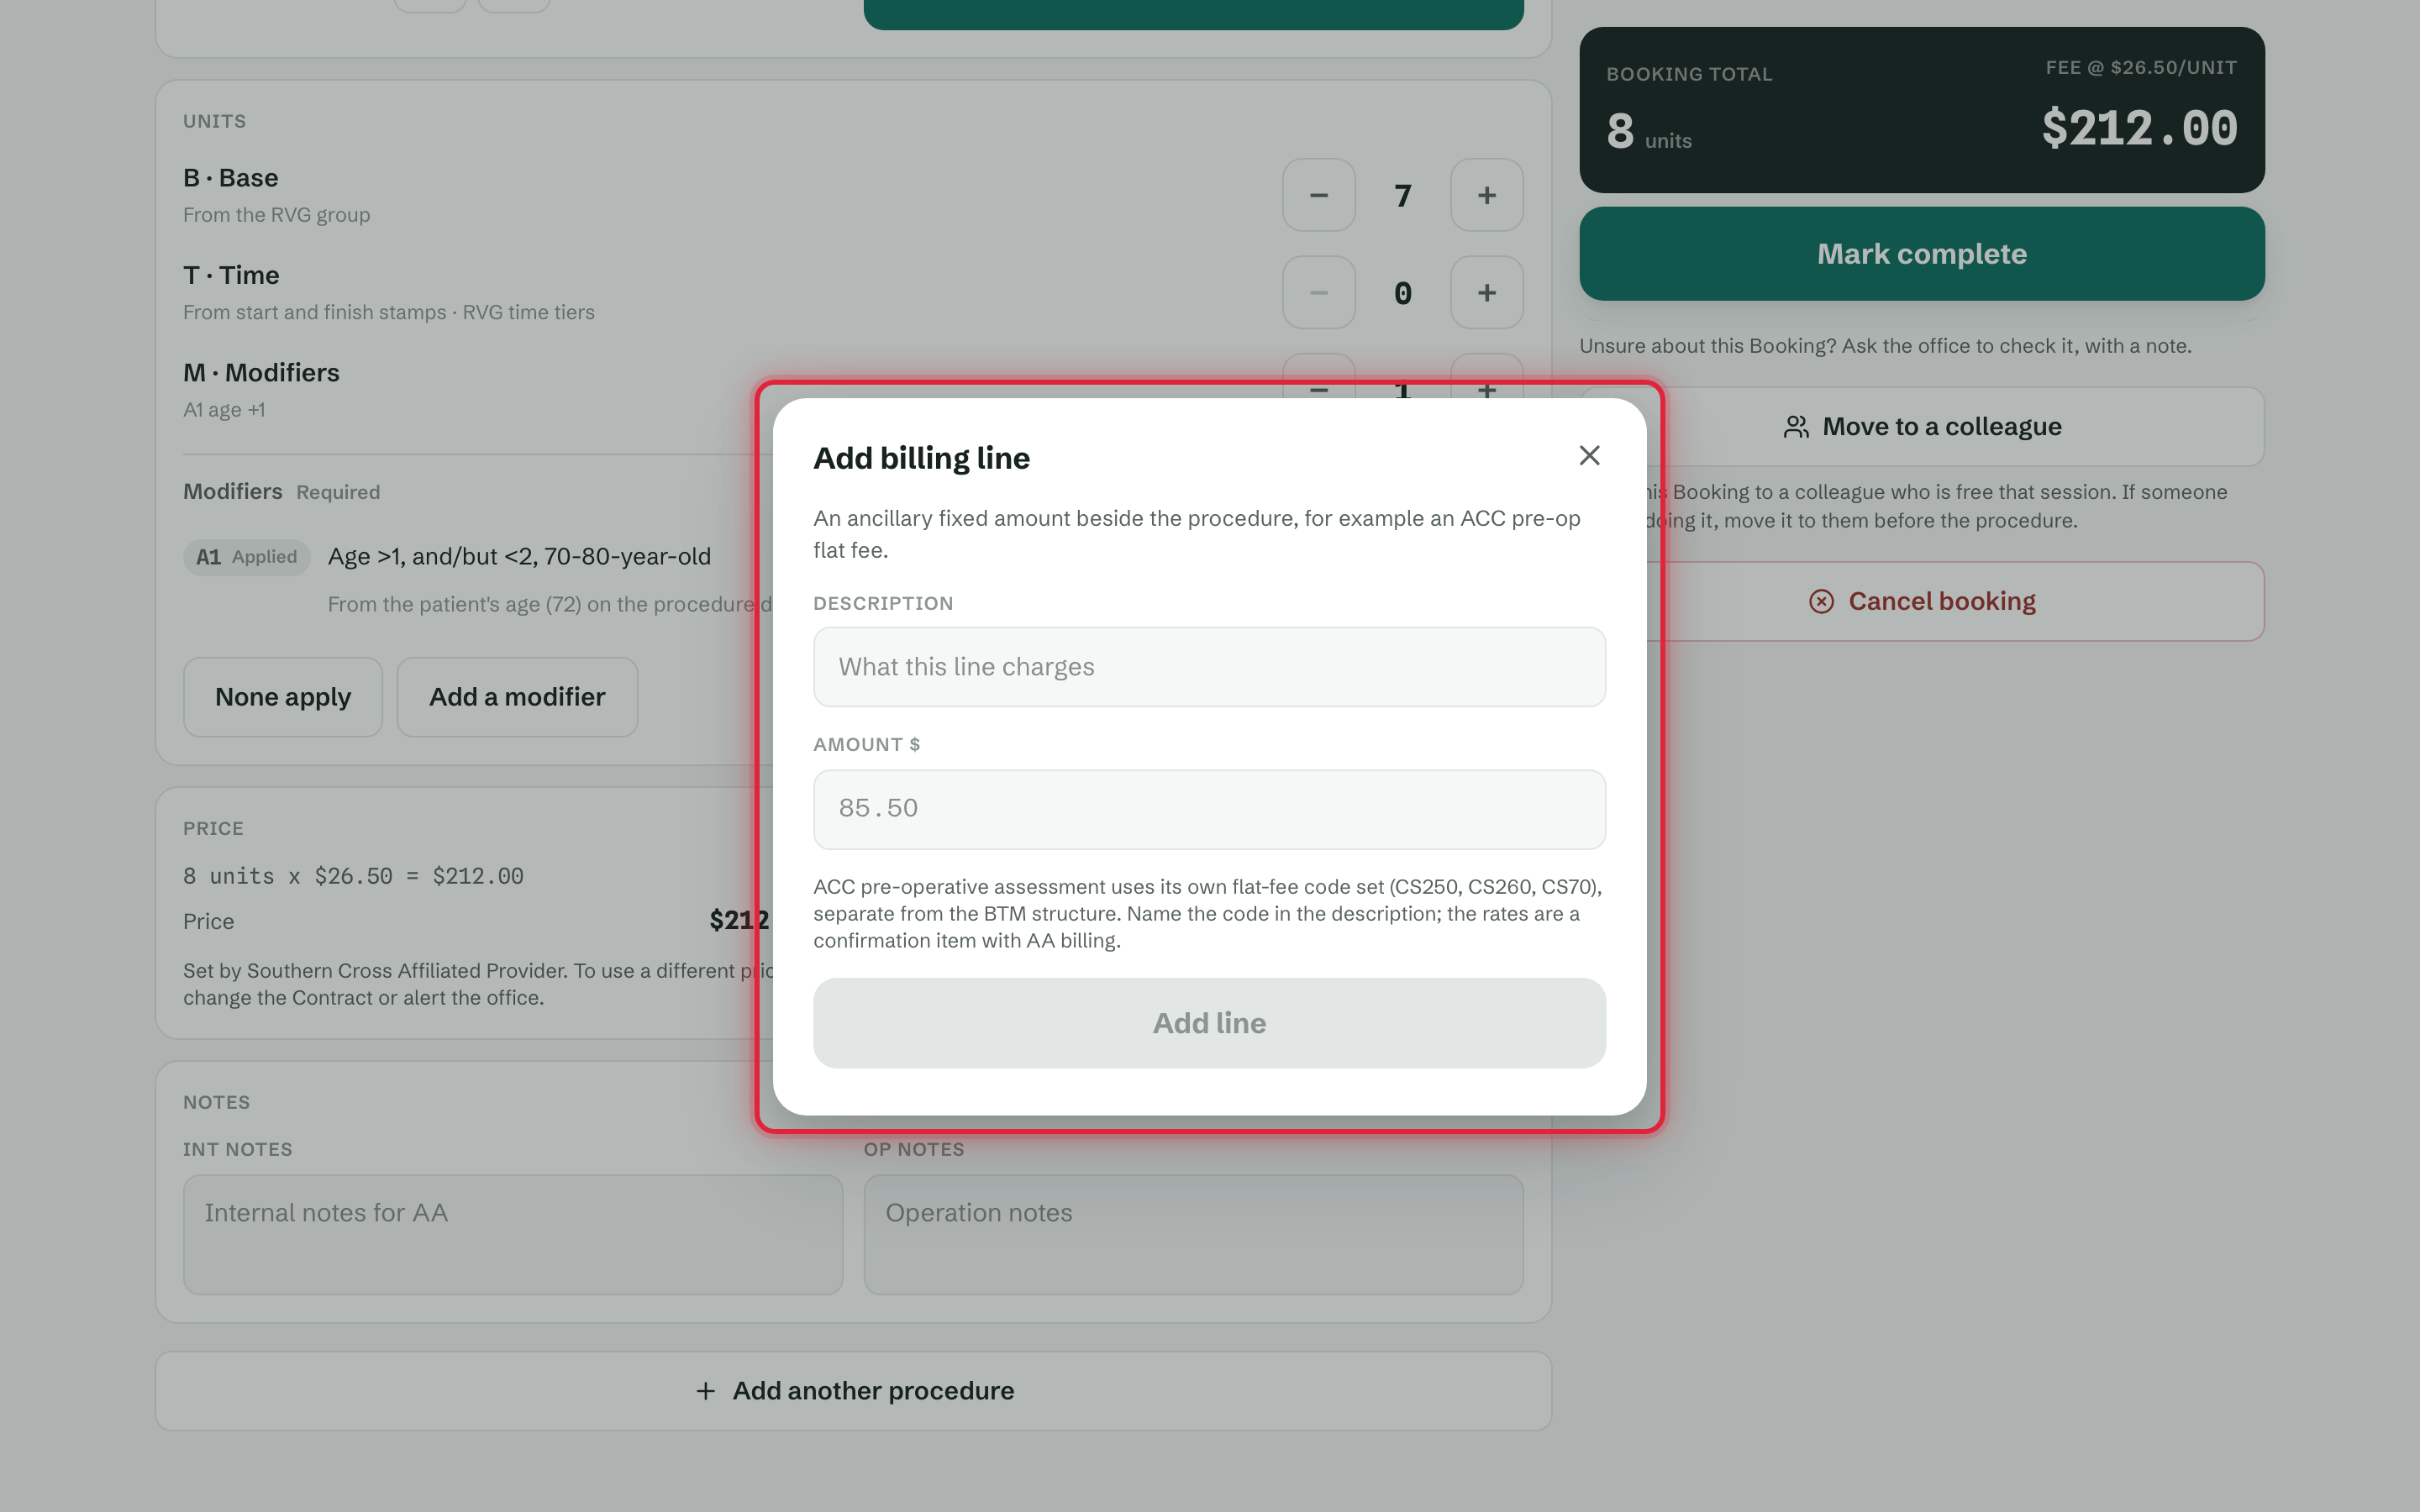 BOOKING TOTAL
FEE @ $26.50/UNIT
8 units
$212.00
Mark complete
Unsure about this Booking? Ask the office to check it, with a note.
Move to a colleague
his Booking to a colleague who is free that session. If someone
doing it, move it to them before the procedure.
Cancel booking
UNITS
B · Base
From the RVG group
− 7 +
T · Time
From start and finish stamps · RVG time tiers
− 0 +
M · Modifiers
A1 age +1
− 1 +
Modifiers Required
A1 Applied
Age >1, and/but <2, 70-80-year-old
From the patient's age (72) on the procedure
None apply
Add a modifier
PRICE
8 units x $26.50 = $212.00
Price
$212
Set by Southern Cross Affiliated Provider. To use a different
change the Contract or alert the office.
NOTES
INT NOTES
Internal notes for AA
OP NOTES
Operation notes
+ Add another procedure
Add billing line
An ancillary fixed amount beside the procedure, for example an ACC pre-op
flat fee.
DESCRIPTION
What this line charges
AMOUNT $
85.50
ACC pre-operative assessment uses its own flat-fee code set (CS250, CS260, CS70),
separate from the BTM structure. Name the code in the description; the rates are a
confirmation item with AA billing.
Add line